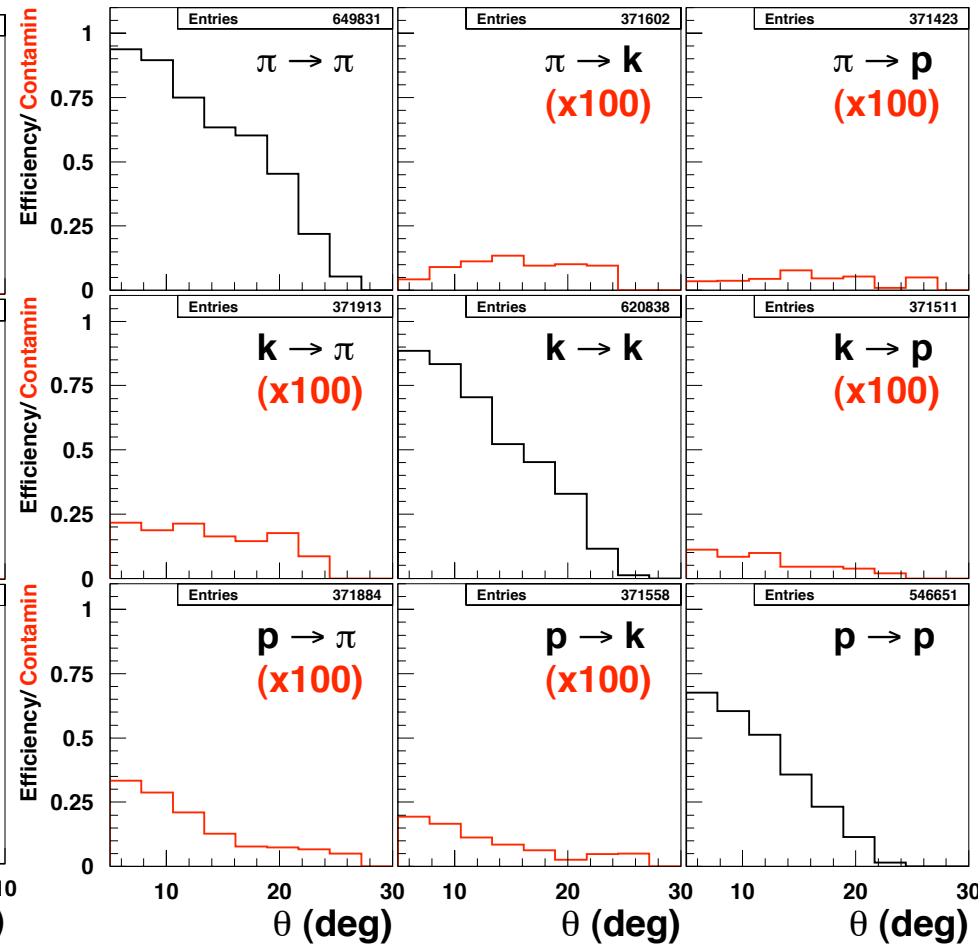 Entries 649831
π → π
Efficiency/ Contamin
1
0.75
0.5
0.25
0
Entries 371602
π → k
(x100)
Entries 371423
π → p
(x100)
Entries 371913
k → π
(x100)
Efficiency/ Contamin
1
0.75
0.5
0.25
0
Entries 620838
k → k
Entries 371511
k → p
(x100)
Entries 371884
p → π
(x100)
Efficiency/ Contamin
1
0.75
0.5
0.25
0
Entries 371558
p → k
(x100)
Entries 546651
p → p
10 10 20 30 10 20 30 10 20 30
) θ (deg) θ (deg) θ (deg)